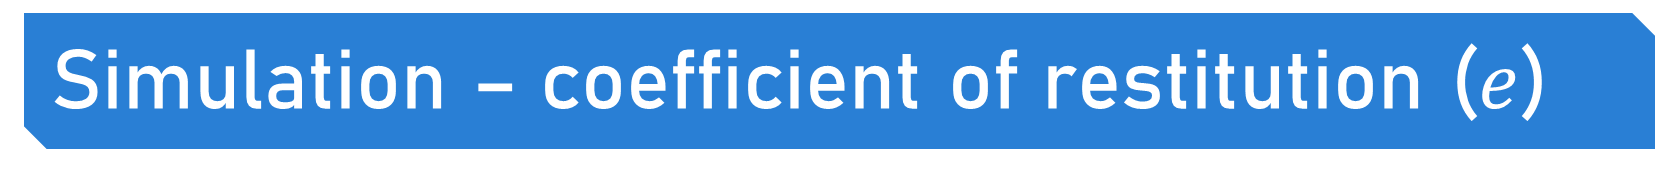 Simulation – coefficient of restitution (e)